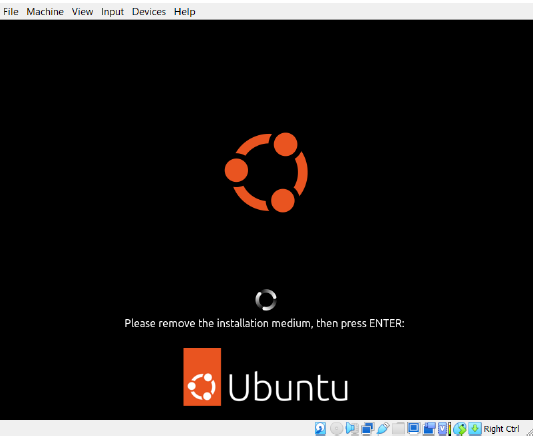 File Machine View Input Devices Help
Please remove the installation medium, then press ENTER:
Ubuntu
Right Ctrl